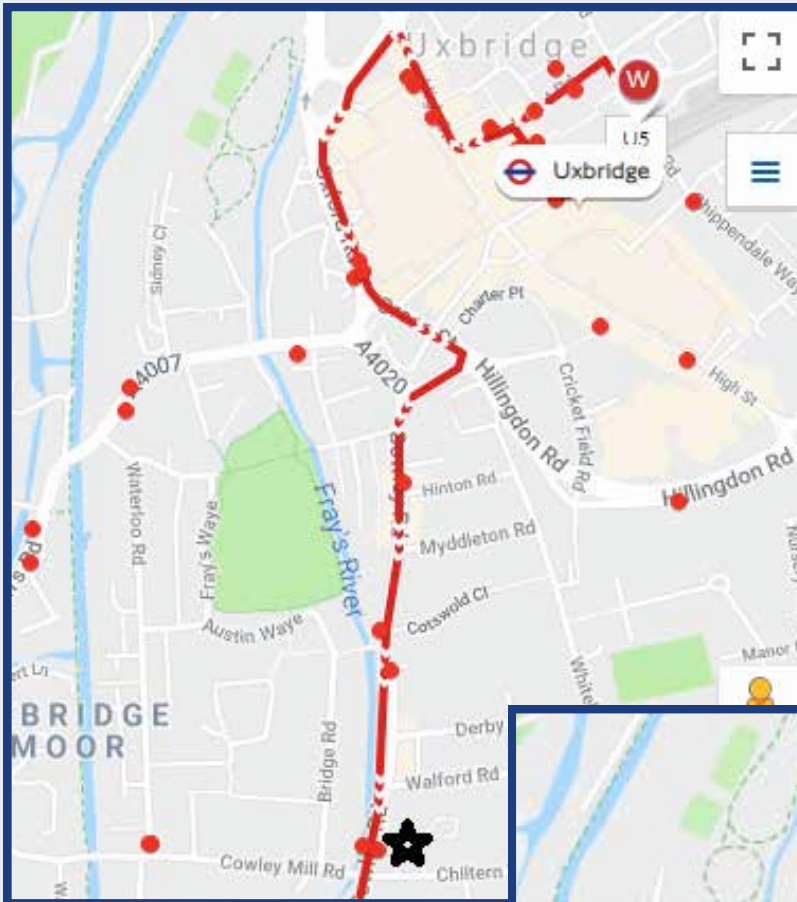 Uxbridge
W
U5
Uxbridge
Chippendale Way
Sidney Cl
Charter Pl
A4007
A4020
Hillingdon Rd
Cricket Field Rd
High St
Hillingdon Rd
Waterloo Rd
Fray's Waye
Fray's River
Hinton Rd
Myddleton Rd
Cotswold Cl
Austin Waye
Manor
BRIDGE
MOOR
Bridge Rd
Derby
Walford Rd
Cowley Mill Rd
Chiltern